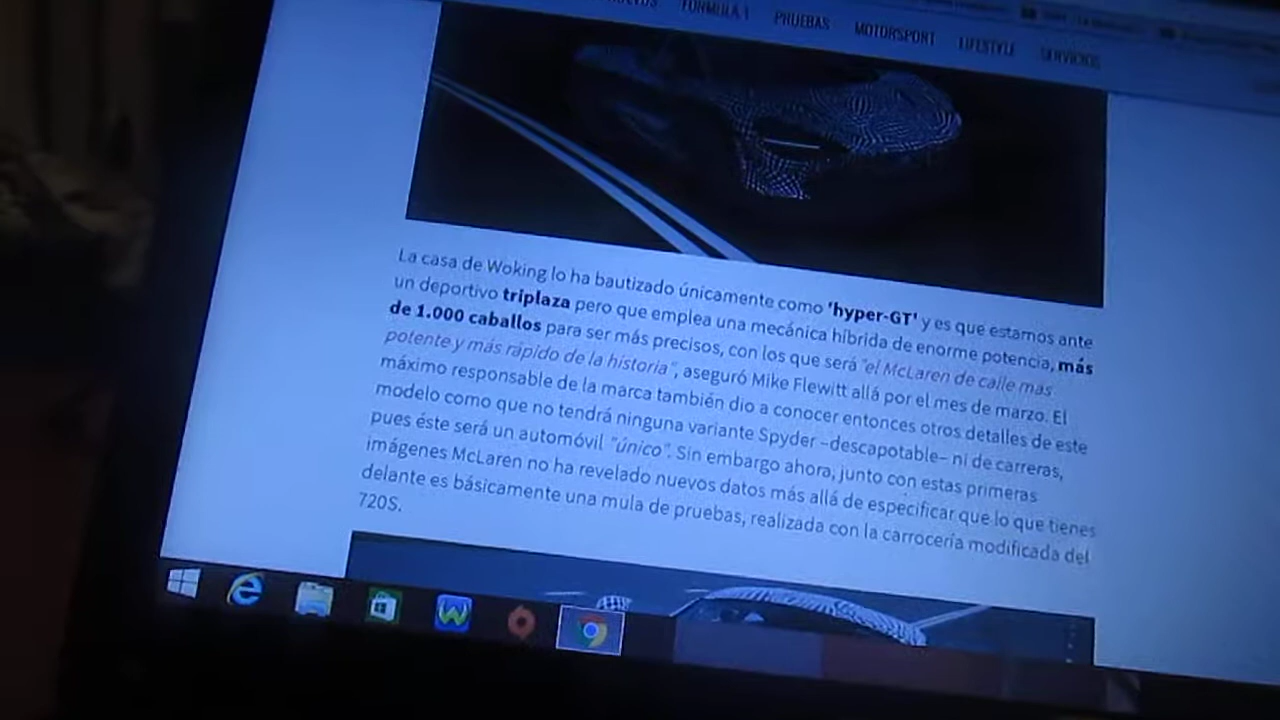 FÓRMULA 1 PRUEBAS MOTORSPORT LIFESTYLE SERVICIOS
La casa de Woking lo ha bautizado únicamente como 'hyper-GT' y es que estamos ante
un deportivo triplaza pero que emplea una mecánica híbrida de enorme potencia, más
de 1.000 caballos para ser más precisos, con los que será "el McLaren de calle mas
potente y más rápido de la historia", aseguró Mike Flewitt allá por el mes de marzo. El
máximo responsable de la marca también dio a conocer entonces otros detalles de este
modelo como que no tendrá ninguna variante Spyder –descapotable– ni de carreras,
pues éste será un automóvil "único". Sin embargo ahora, junto con estas primeras
imágenes McLaren no ha revelado nuevos datos más allá de especificar que lo que tienes
delante es básicamente una mula de pruebas, realizada con la carrocería modificada del
720S.